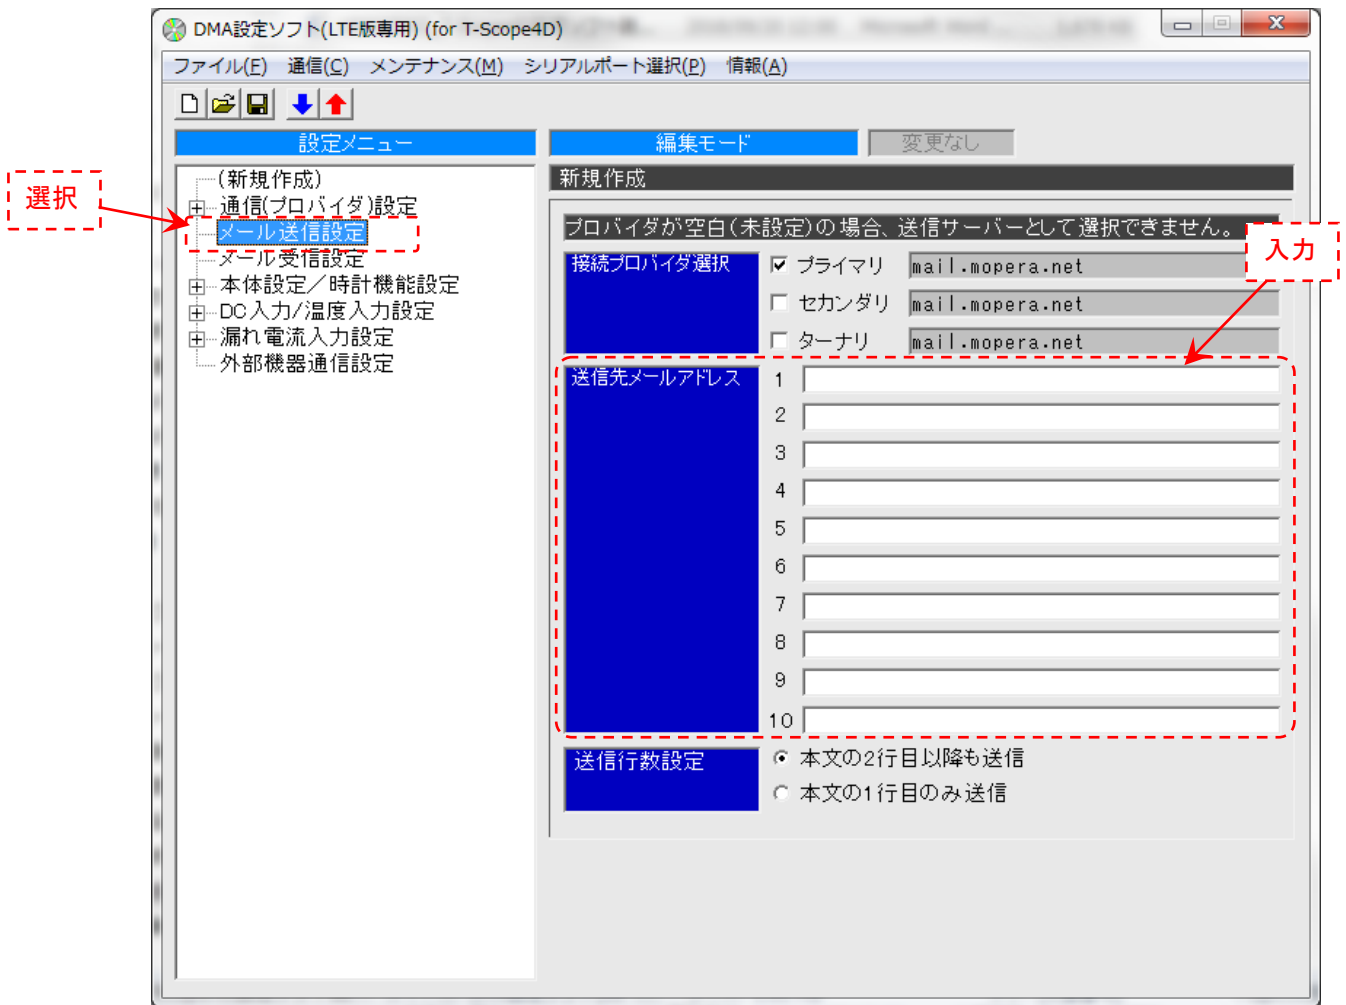 DMA設定ソフト(LTE版専用) (for T-Scope4D)
ファイル(F) 通信(C) メンテナンス(M) シリアルポート選択(P) 情報(A)
設定メニュー 編集モード 変更なし
選択
(新規作成)
通信(プロバイダ)設定
メール送信設定
メール受信設定
本体設定／時計機能設定
DC入力/温度入力設定
漏れ電流入力設定
外部機器通信設定
新規作成
プロバイダが空白(未設定)の場合、送信サーバーとして選択できません。
入力
接続プロバイダ選択 プライマリ mail.mopera.net
セカンダリ mail.mopera.net
ターナリ mail.mopera.net
送信先メールアドレス 1
2
3
4
5
6
7
8
9
10
送信行数設定 本文の2行目以降も送信
本文の1行目のみ送信